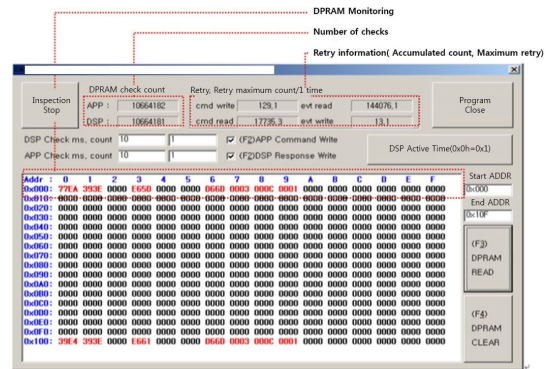 DPRAM Monitoring
Number of checks
Retry information( Accumulated count, Maximum retry)
Inspection Stop
DPRAM check count
APP : 10664182
DSP : 10664181
Retry, Retry maximum count/1 time
cmd write 129,1 evt read 144076,1
cmd read 17735,3 evt write 13,1
Program Close
DSP Check ms, count 10 1 (F2)APP Command Write
APP Check ms, count 10 1 (F2)DSP Response Write
DSP Active Time(0x0h=0x1)
Addr : 0 1 2 3 4 5 6 7 8 9 A B C D E F
0x000: 77EA 393E 0000 E65D 0000 0000 D66D 0003 000C 0001 0000 0000 0000 0000 0000 0000
0x010: 0000 0000 0000 0000 0000 0000 0000 0000 0000 0000 0000 0000 0000 0000 0000 0000
0x020: 0000 0000 0000 0000 0000 0000 0000 0000 0000 0000 0000 0000 0000 0000 0000 0000
0x030: 0000 0000 0000 0000 0000 0000 0000 0000 0000 0000 0000 0000 0000 0000 0000 0000
0x040: 0000 0000 0000 0000 0000 0000 0000 0000 0000 0000 0000 0000 0000 0000 0000 0000
0x050: 0000 0000 0000 0000 0000 0000 0000 0000 0000 0000 0000 0000 0000 0000 0000 0000
0x060: 0000 0000 0000 0000 0000 0000 0000 0000 0000 0000 0000 0000 0000 0000 0000 0000
0x070: 0000 0000 0000 0000 0000 0000 0000 0000 0000 0000 0000 0000 0000 0000 0000 0000
0x080: 0000 0000 0000 0000 0000 0000 0000 0000 0000 0000 0000 0000 0000 0000 0000 0000
0x090: 0000 0000 0000 0000 0000 0000 0000 0000 0000 0000 0000 0000 0000 0000 0000 0000
0x0A0: 0000 0000 0000 0000 0000 0000 0000 0000 0000 0000 0000 0000 0000 0000 0000 0000
0x0B0: 0000 0000 0000 0000 0000 0000 0000 0000 0000 0000 0000 0000 0000 0000 0000 0000
0x0C0: 0000 0000 0000 0000 0000 0000 0000 0000 0000 0000 0000 0000 0000 0000 0000 0000
0x0D0: 0000 0000 0000 0000 0000 0000 0000 0000 0000 0000 0000 0000 0000 0000 0000 0000
0x0E0: 0000 0000 0000 0000 0000 0000 0000 0000 0000 0000 0000 0000 0000 0000 0000 0000
0x0F0: 0000 0000 0000 0000 0000 0000 0000 0000 0000 0000 0000 0000 0000 0000 0000 0000
0x100: 39E4 393E 0000 E661 0000 0000 D66D 0003 000C 0001 0000 0000 0000 0000 0000 0000
Start ADDR
0x000
End ADDR
0x10F
(F3)
DPRAM
READ
(F4)
DPRAM
CLEAR